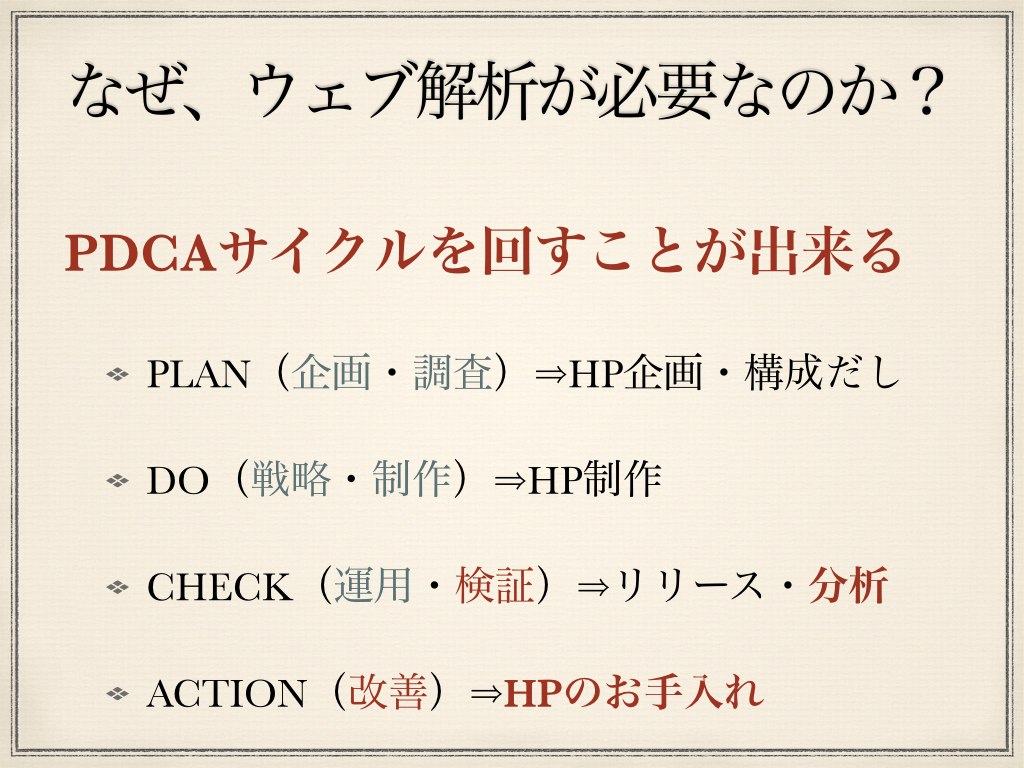 なぜ、ウェブ解析が必要なのか？
PDCAサイクルを回すことが出来る
PLAN（企画・調査）⇒HP企画・構成だし
DO（戦略・制作）⇒HP制作
CHECK（運用・検証）⇒リリース・分析
ACTION（改善）⇒HPのお手入れ